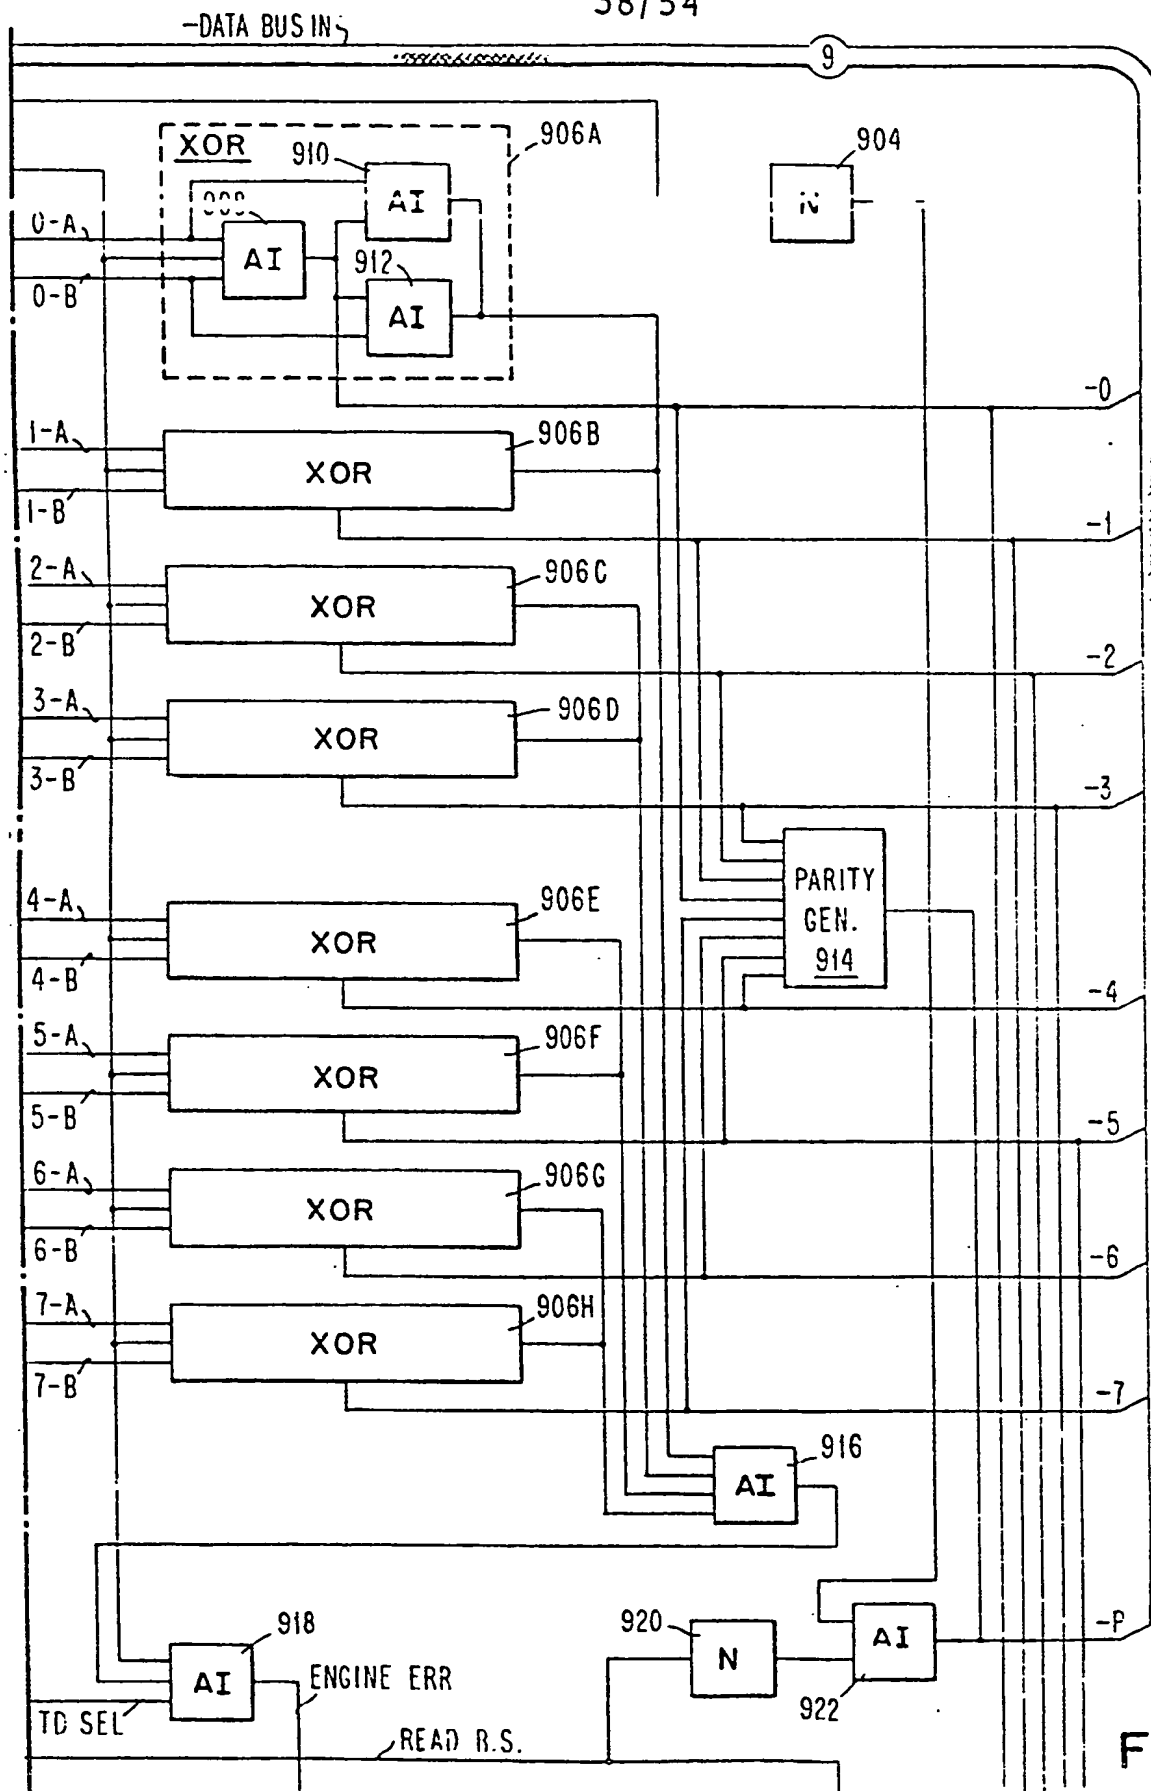 38/54
-DATA BUS IN
9
XOR
906A
910
AI
904
N
0-A
AI
912
0-B
AI
-0
1-A
906B
XOR
1-B
-1
2-A
906C
XOR
2-B
-2
3-A
906D
XOR
3-B
-3
PARITY
GEN.
914
4-A
906E
XOR
4-B
-4
5-A
906F
XOR
5-B
-5
6-A
906G
XOR
6-B
-6
7-A
906H
XOR
7-B
-7
916
AI
918
AI
ENGINE ERR
TD SEL
920
N
AI
922
-P
READ R.S.
F